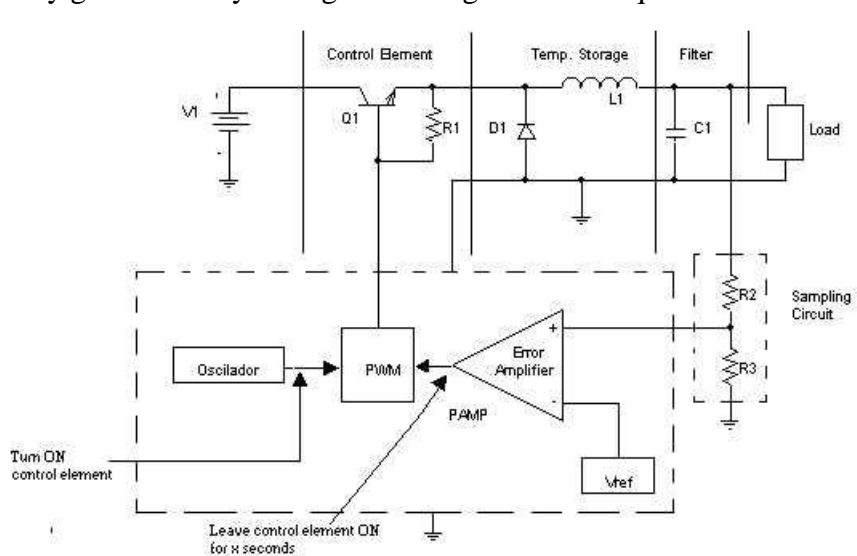 Control Element
Temp. Storage
Filter
V1
Q1
R1
D1
L1
C1
Load
R2
R3
Sampling
Circuit
Oscilador
PWM
+
Error
Amplifier
-
PAMP
Vref
Turn ON
control element
Leave control element ON
for x seconds